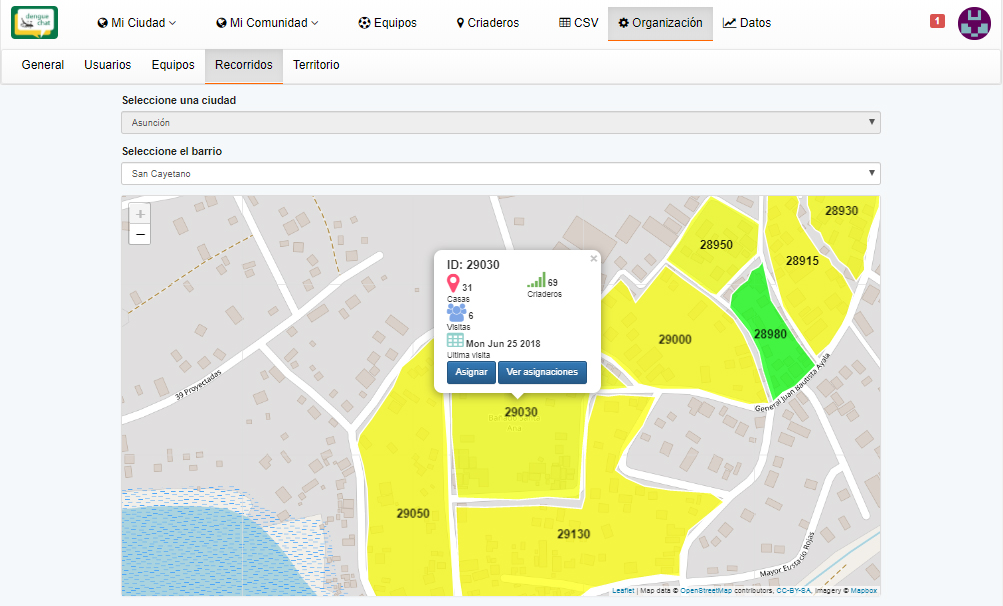 dengue
chat
Mi Ciudad
Mi Comunidad
Equipos
Criaderos
CSV
Organización
Datos
1
General
Usuarios
Equipos
Recorridos
Territorio
Seleccione una ciudad
Asunción
Seleccione el barrio
San Cayetano
+
−
28930
28950
28915
ID: 29030
×
31
Casas
69
Criaderos
6
Visitas
Mon Jun 25 2018
Ultima visita
Asignar
Ver asignaciones
28980
29000
General Juan Bautista Ayala
39 Proyectadas
29030
Ana
29050
29130
Mayor Eustacio Rojas
Leaflet | Map data © OpenStreetMap contributors, CC-BY-SA, Imagery © Mapbox